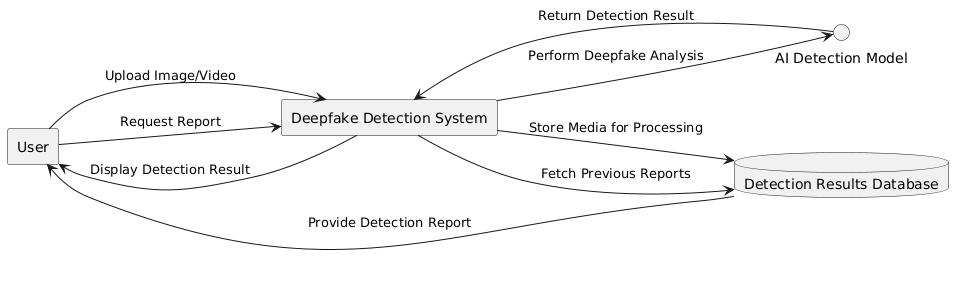 Return Detection Result
Perform Deepfake Analysis
AI Detection Model
Upload Image/Video
Request Report
Deepfake Detection System
User
Store Media for Processing
Display Detection Result
Fetch Previous Reports
Detection Results Database
Provide Detection Report